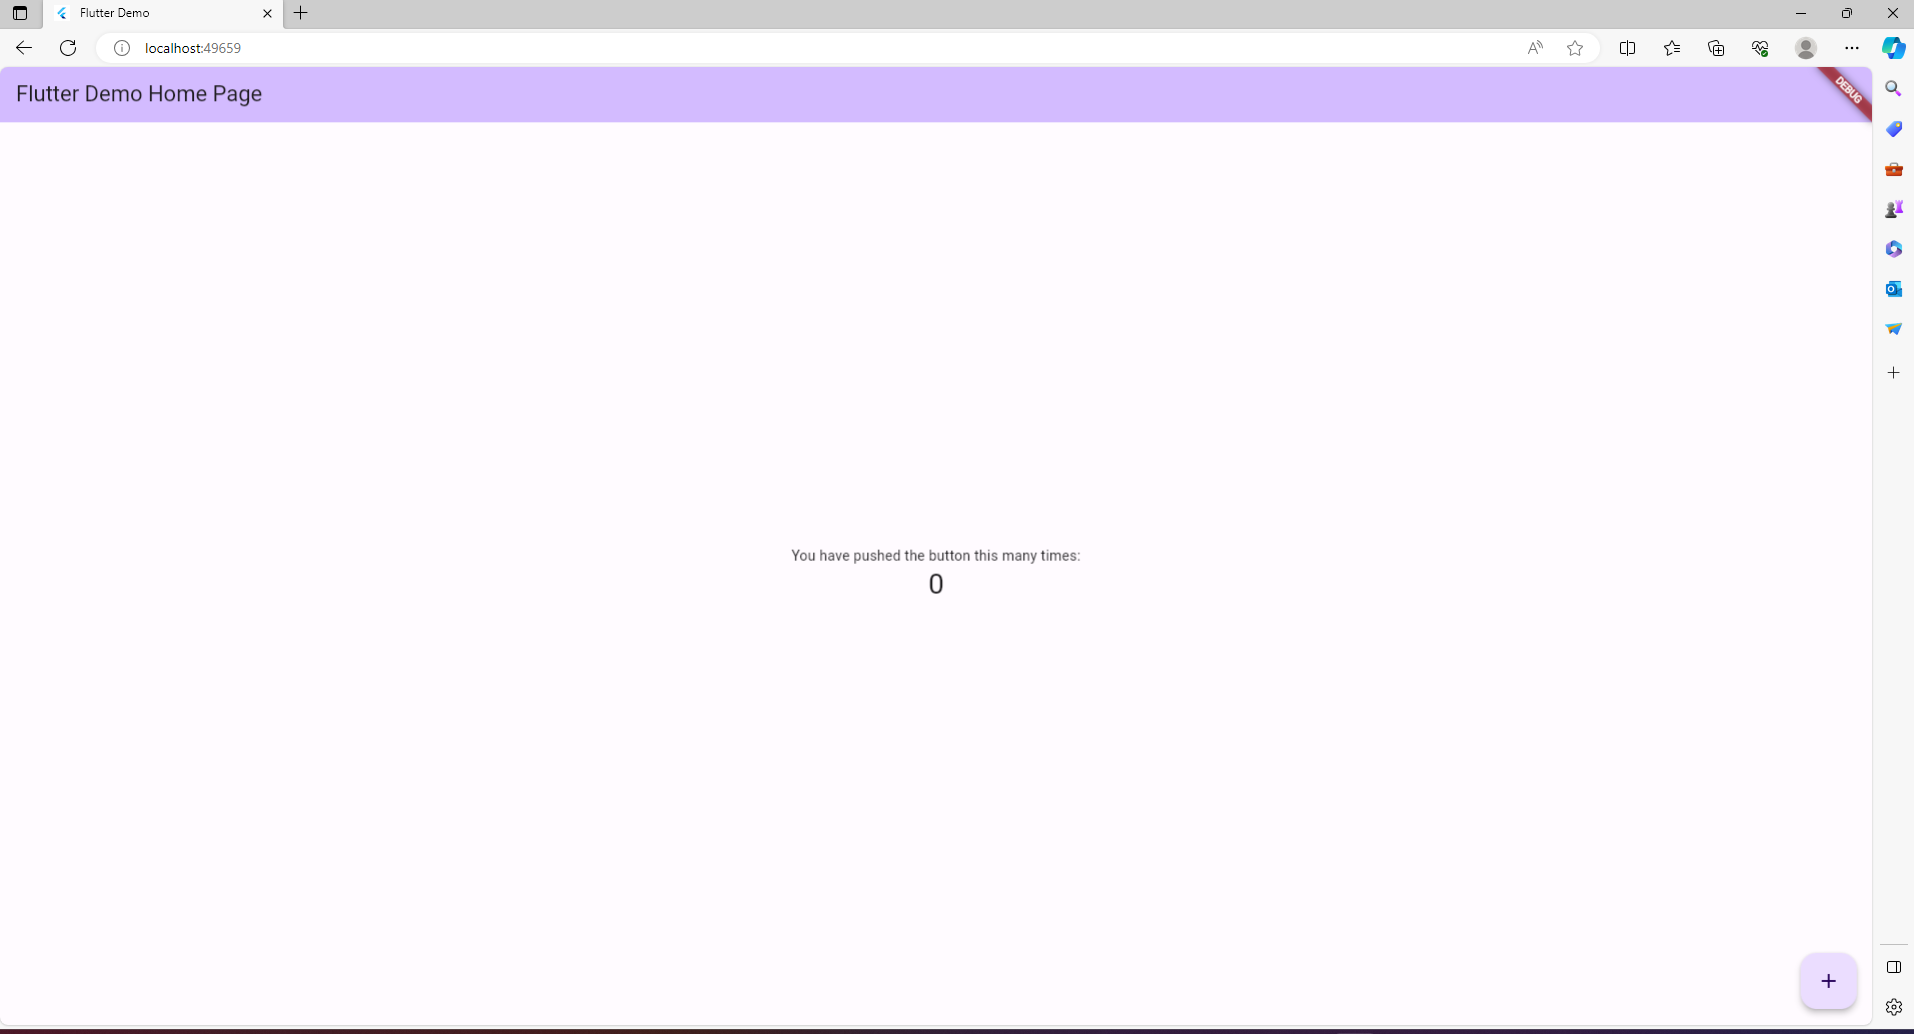 Flutter Demo
localhost:49659
Flutter Demo Home Page
DEBUG
You have pushed the button this many times:
0